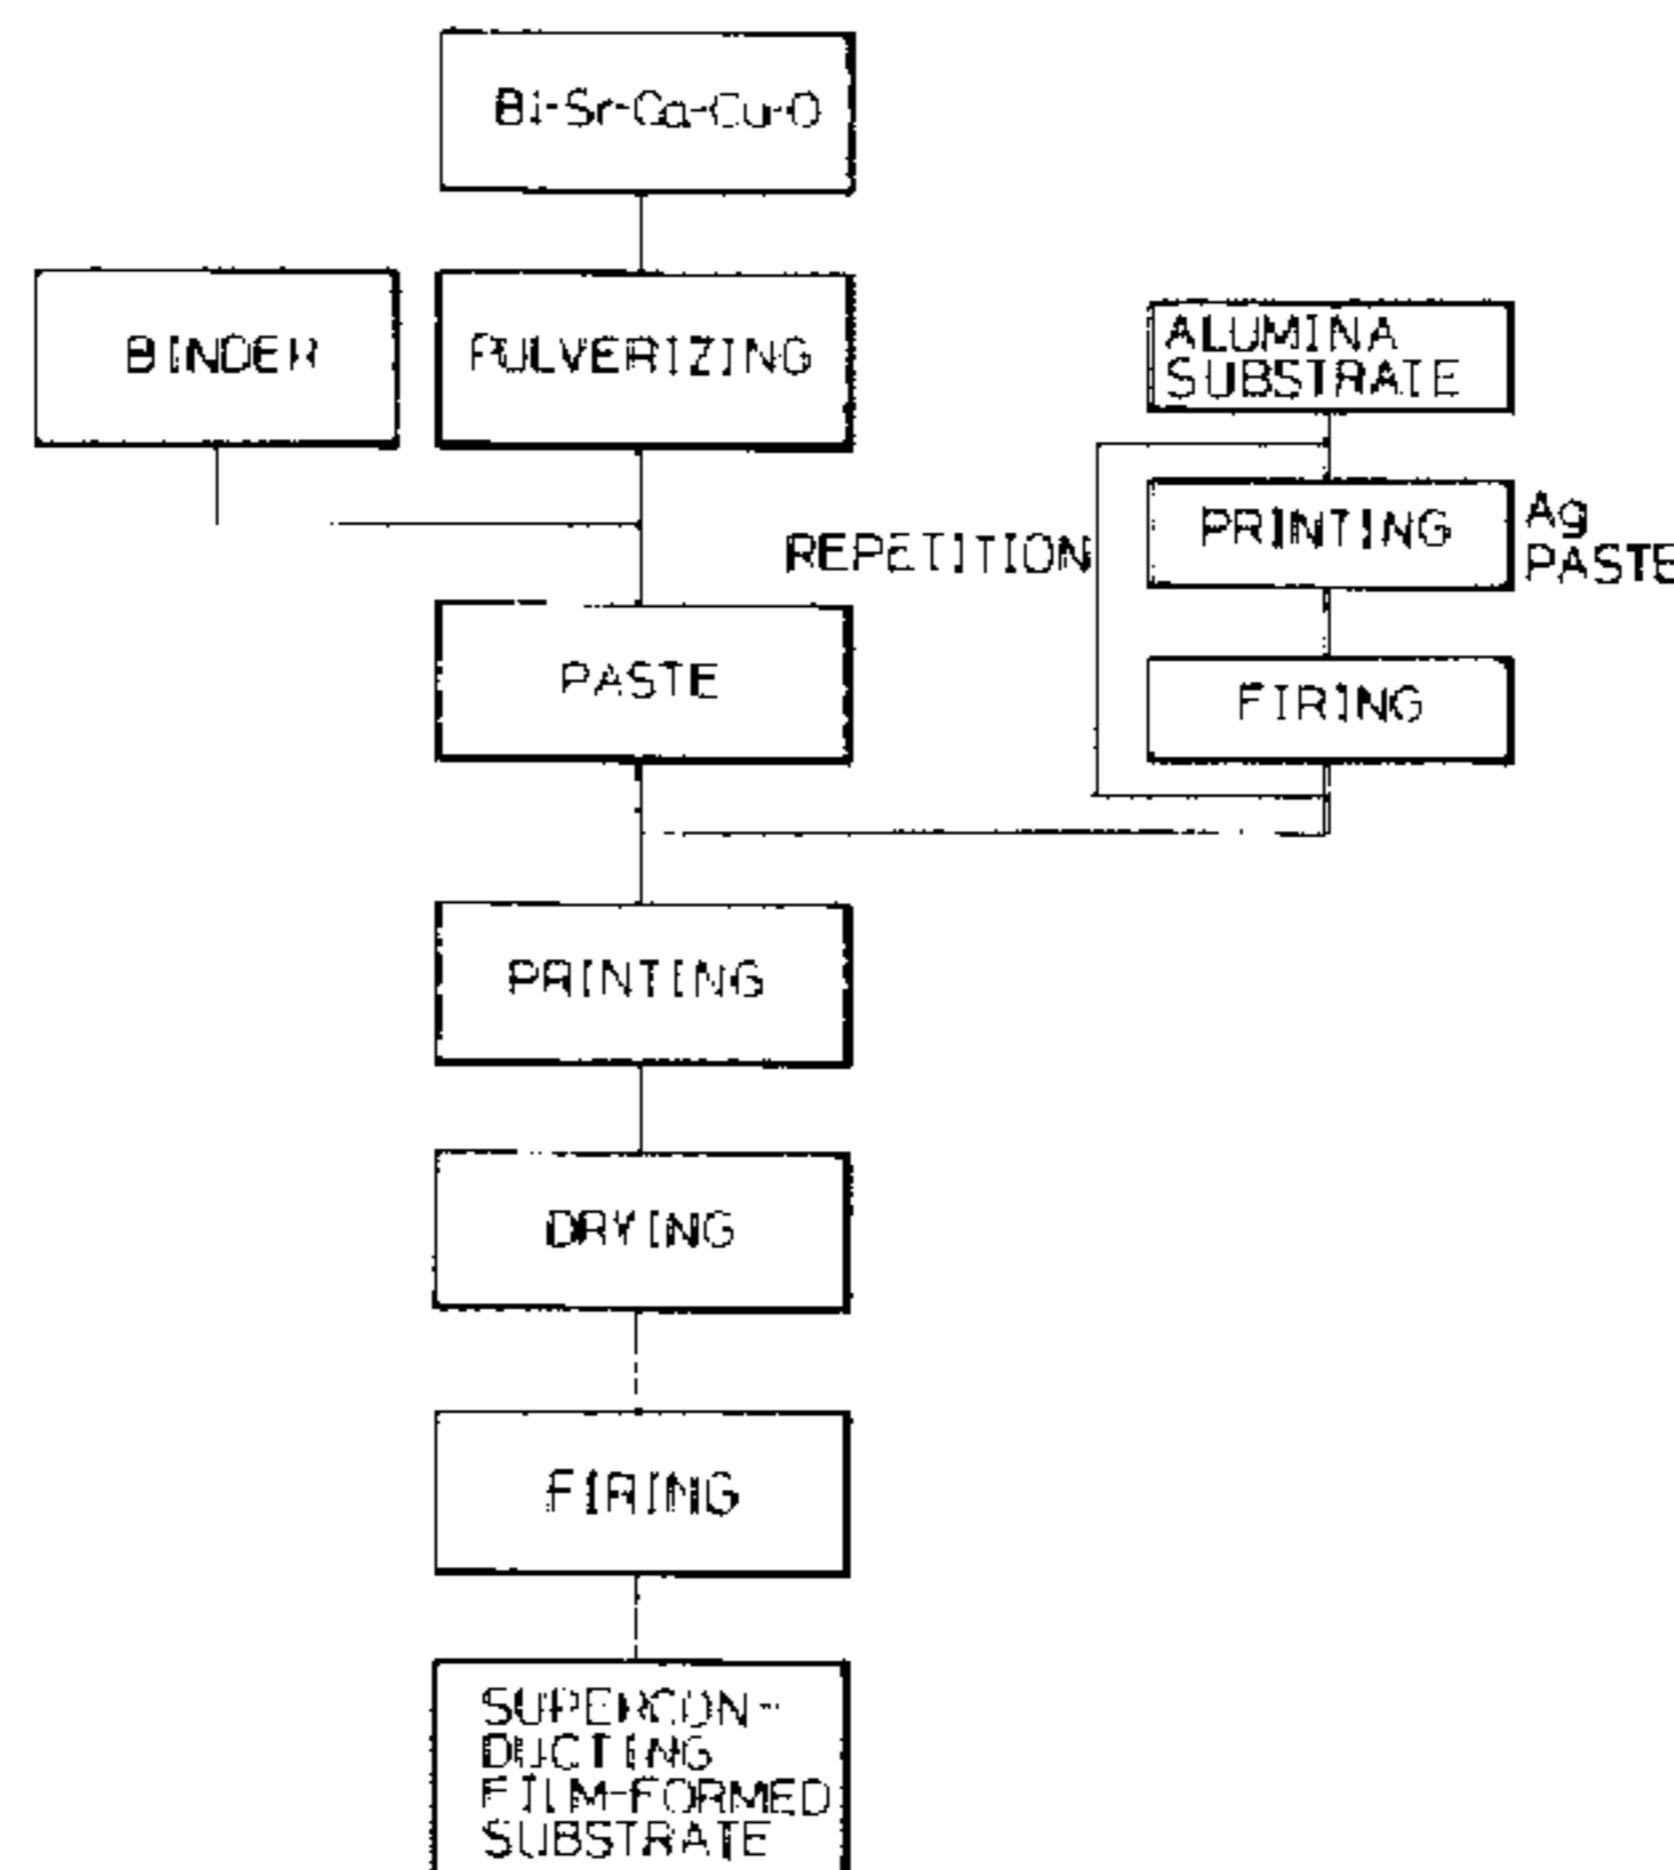 Bi-Sr-Ca-Cu-O
BINDER
PULVERIZING
ALUMINA
SUBSTRATE
PRINTING
Ag
PASTE
REPETITION
PASTE
FIRING
PRINTING
DRYING
FIRING
SUPERCON-
DUCTING
FILM-FORMED
SUBSTRATE